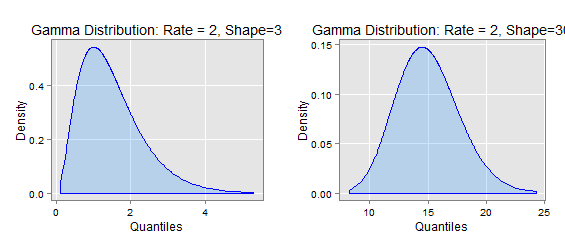 Gamma Distribution: Rate = 2, Shape=3
Density
0.4
0.2
0.0
0
2
4
Quantiles
Gamma Distribution: Rate = 2, Shape=30
Density
0.15
0.10
0.05
0.00
10
15
20
25
Quantiles